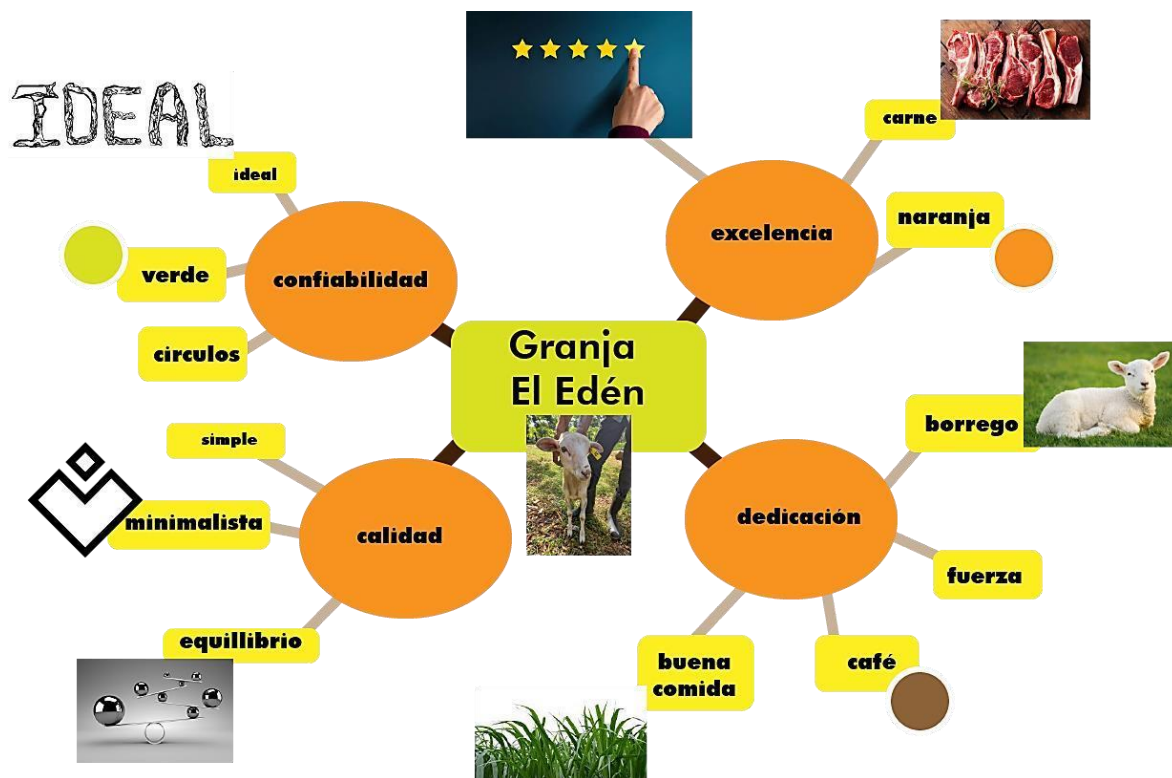 IDEAL
ideal
verde
confiabilidad
circulos
carne
naranja
excelencia
Granja
El Edén
simple
minimalista
calidad
equillibrio
borrego
dedicación
fuerza
buena
comida
café